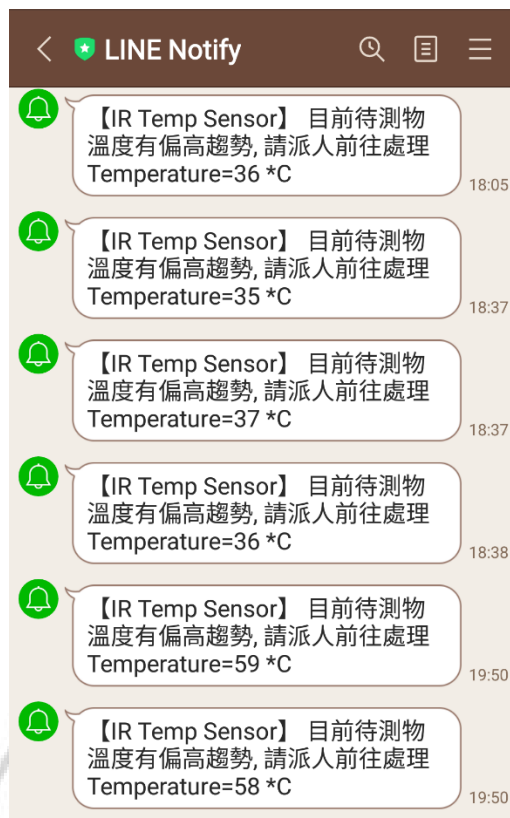 LINE Notify
【IR Temp Sensor】 目前待測物
溫度有偏高趨勢, 請派人前往處理
Temperature=36 *C
18:05
【IR Temp Sensor】 目前待測物
溫度有偏高趨勢, 請派人前往處理
Temperature=35 *C
18:37
【IR Temp Sensor】 目前待測物
溫度有偏高趨勢, 請派人前往處理
Temperature=37 *C
18:37
【IR Temp Sensor】 目前待測物
溫度有偏高趨勢, 請派人前往處理
Temperature=36 *C
18:38
【IR Temp Sensor】 目前待測物
溫度有偏高趨勢, 請派人前往處理
Temperature=59 *C
19:50
【IR Temp Sensor】 目前待測物
溫度有偏高趨勢, 請派人前往處理
Temperature=58 *C
19:50